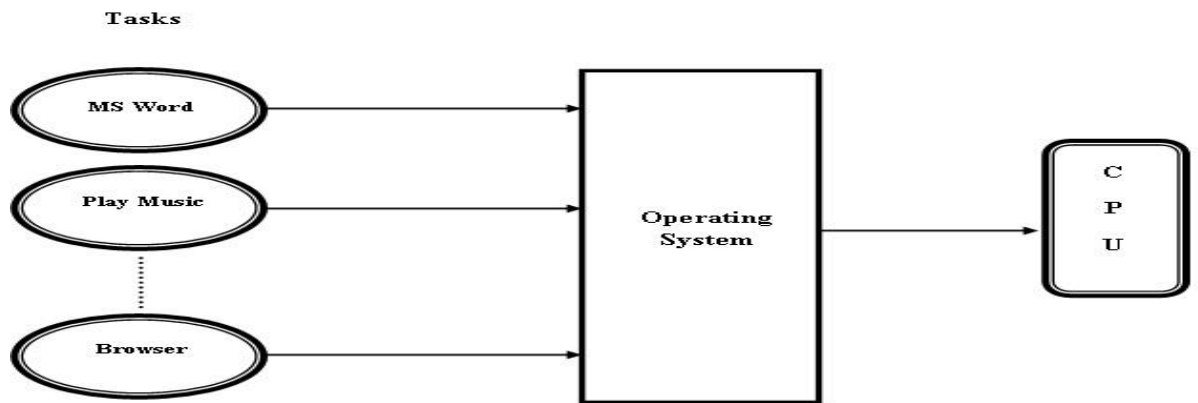 Tasks
MS Word
Play Music
Browser
Operating
System
C
P
U